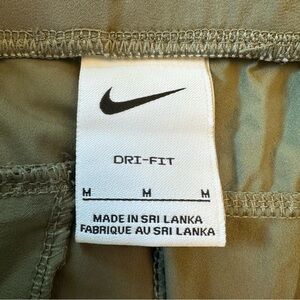 DRI-FIT
M M M
MADE IN SRI LANKA
FABRIQUE AU SRI LANKA